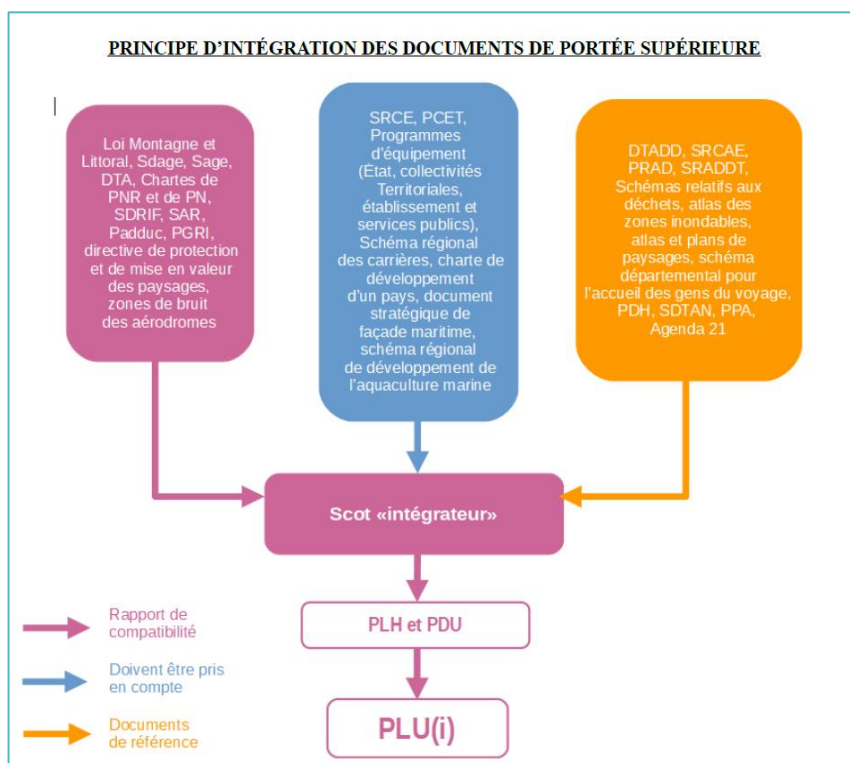 PRINCIPE D'INTÉGRATION DES DOCUMENTS DE PORTÉE SUPÉRIEURE
Loi Montagne et
Littoral, Sdage, Sage,
DTA, Chartes de
PNR et de PN,
SDRIF, SAR,
Padduc, PGRI,
directive de protection
et de mise en valeur
des paysages,
zones de bruit
des aérodromes
SRCE, PCET,
Programmes
d'équipement
(État, collectivités
Territoriales,
établissement et
services publics),
Schéma régional
des carrières, charte de
développement
d'un pays, document
stratégique de
façade maritime,
schéma régional
de développement de
l'aquaculture marine
DTADD, SRCAE,
PRAD, SRADDT,
Schémas relatifs aux
déchets, atlas des
zones inondables,
atlas et plans de
paysages, schéma
départemental pour
l'accueil des gens du voyage,
PDH, SDTAN, PPA,
Agenda 21
Scot «intégrateur»
PLH et PDU
PLU(i)
Rapport de
compatibilité
Doivent être pris
en compte
Documents
de référence